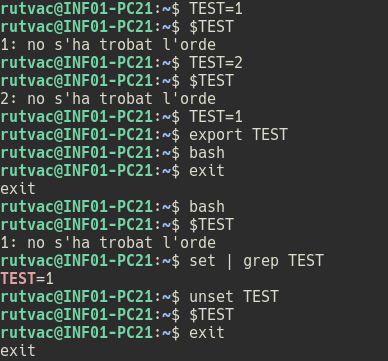 rutvac@INF01-PC21:~$ TEST=1
rutvac@INF01-PC21:~$ $TEST
1: no s'ha trobat l'orde
rutvac@INF01-PC21:~$ TEST=2
rutvac@INF01-PC21:~$ $TEST
2: no s'ha trobat l'orde
rutvac@INF01-PC21:~$ TEST=1
rutvac@INF01-PC21:~$ export TEST
rutvac@INF01-PC21:~$ bash
rutvac@INF01-PC21:~$ exit
exit
rutvac@INF01-PC21:~$ bash
rutvac@INF01-PC21:~$ $TEST
1: no s'ha trobat l'orde
rutvac@INF01-PC21:~$ set | grep TEST
TEST=1
rutvac@INF01-PC21:~$ unset TEST
rutvac@INF01-PC21:~$ $TEST
rutvac@INF01-PC21:~$ exit
exit